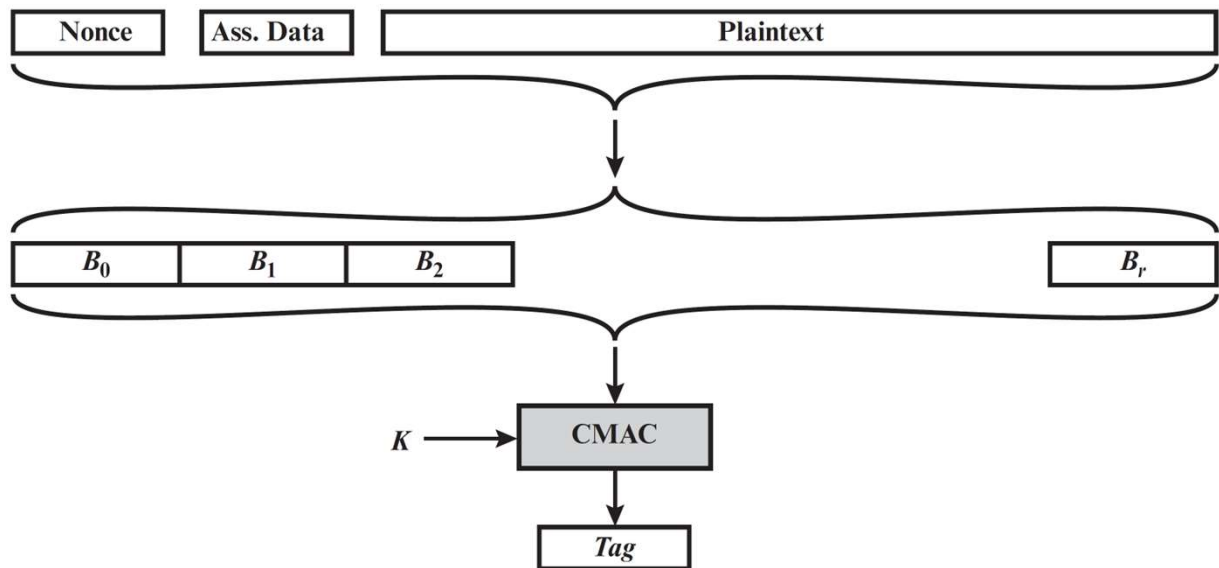 Nonce Ass. Data Plaintext
B₀ B₁ B₂ Bᵣ
K CMAC
Tag